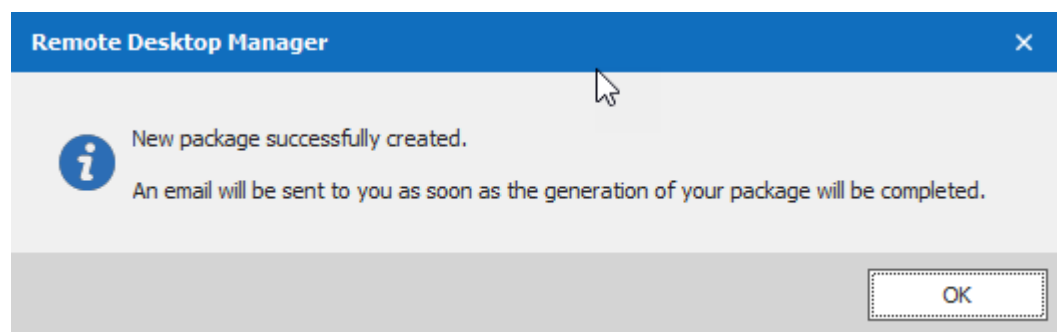 Remote Desktop Manager
New package successfully created.
An email will be sent to you as soon as the generation of your package will be completed.
OK